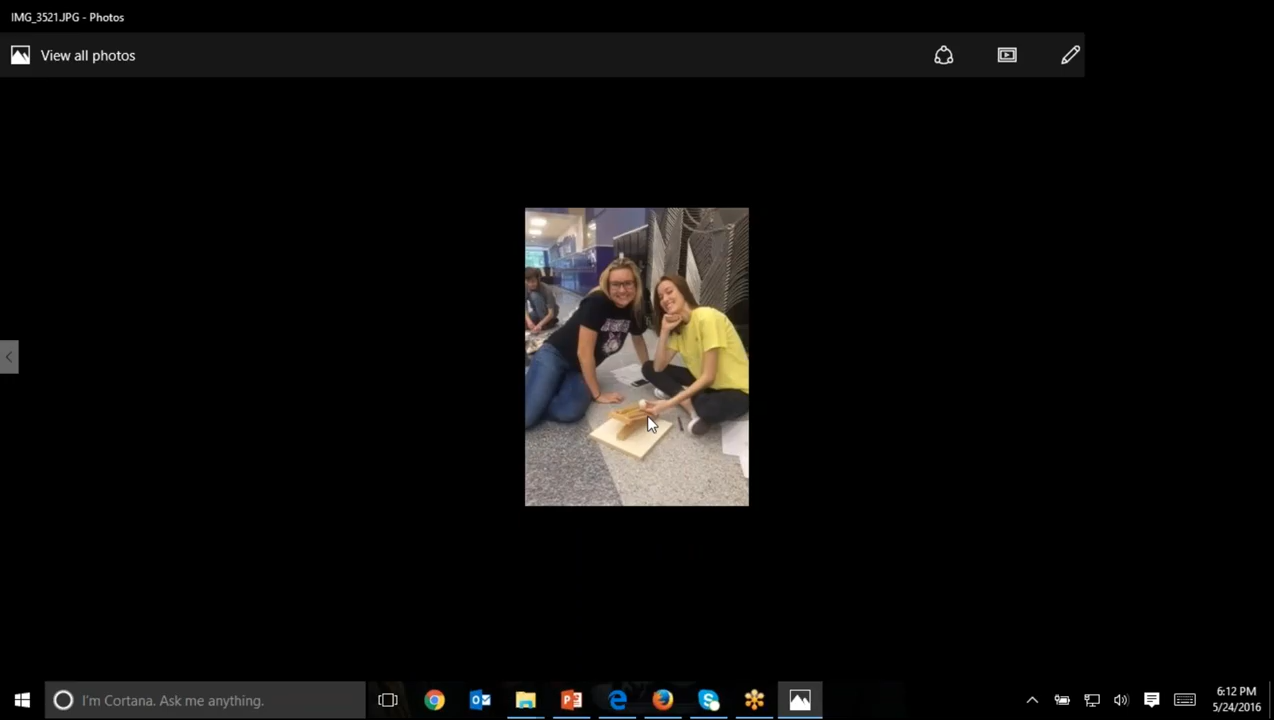 IMG_3521.JPG - Photos
View all photos
I'm Cortana. Ask me anything.
6:12 PM
5/24/2016